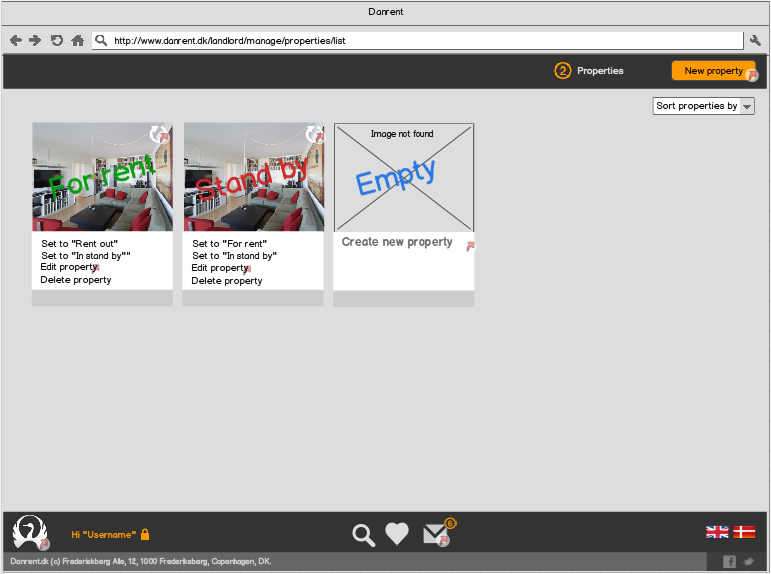 Danrent
http://www.danrent.dk/landlord/manage/properties/list
2 Properties
New property
Sort properties by
For rent
Set to "Rent out"
Set to "In stand by""
Edit property
Delete property
Stand by
Set to "For rent"
Set to "In stand by"
Edit property
Delete property
Image not found
Empty
Create new property
Hi "Username"
5
Danrent.dk (c) Frederiskberg Alle, 12, 1000 Frederiksberg, Copenhagen, DK.
f